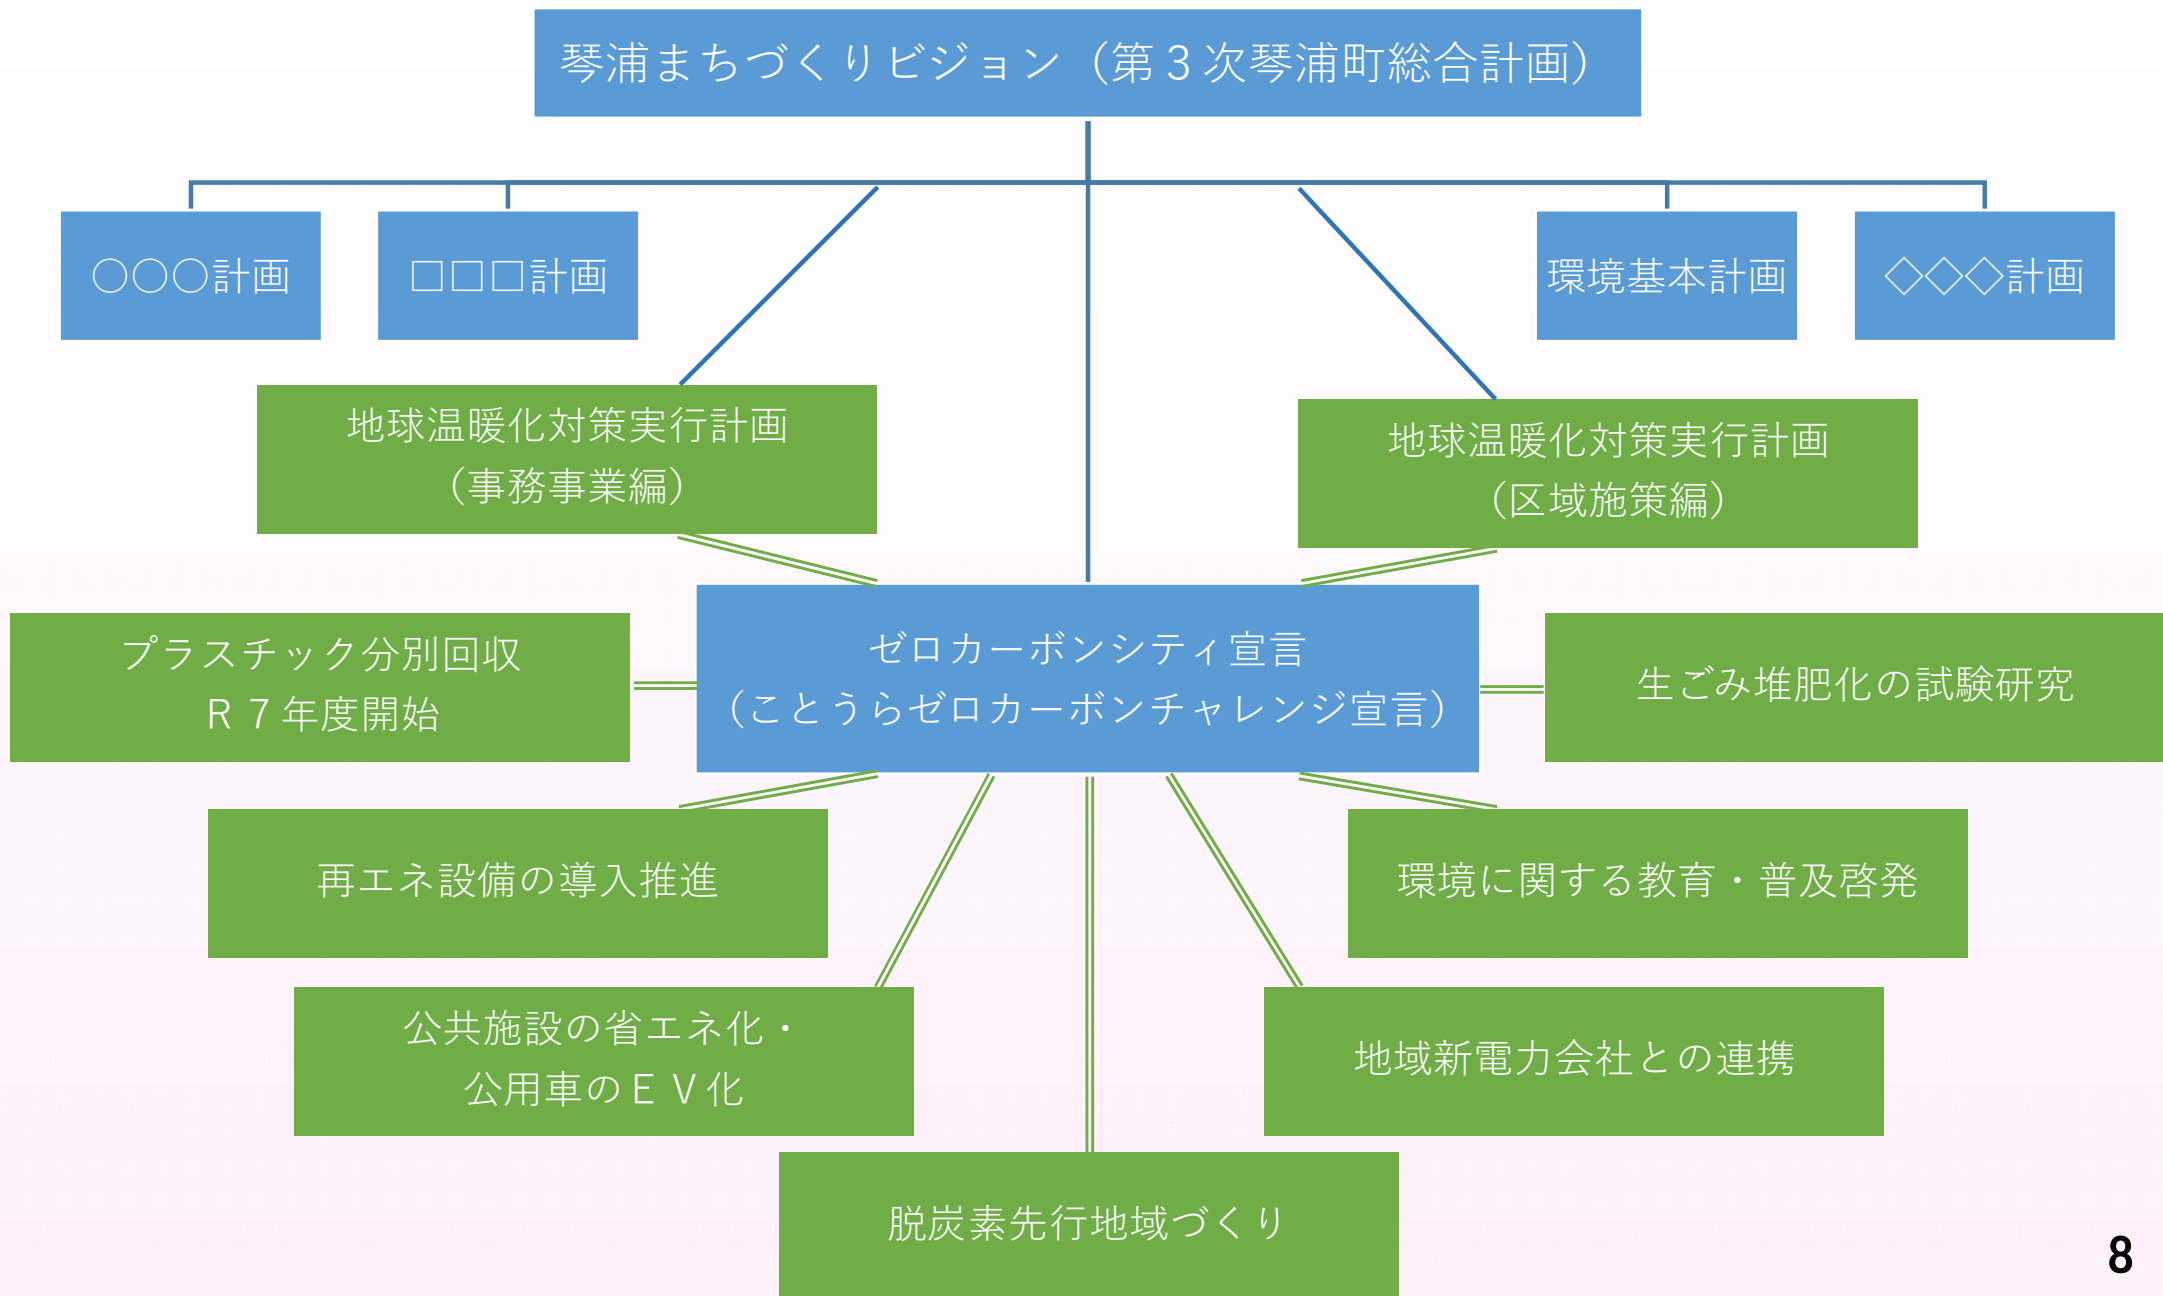 琴浦まちづくりビジョン（第３次琴浦町総合計画）
〇〇〇計画
□□□計画
環境基本計画
◇◇◇計画
地球温暖化対策実行計画
（事務事業編）
地球温暖化対策実行計画
（区域施策編）
ゼロカーボンシティ宣言
（ことうらゼロカーボンチャレンジ宣言）
プラスチック分別回収
Ｒ７年度開始
生ごみ堆肥化の試験研究
再エネ設備の導入推進
環境に関する教育・普及啓発
公共施設の省エネ化・
公用車のＥＶ化
地域新電力会社との連携
脱炭素先行地域づくり
8